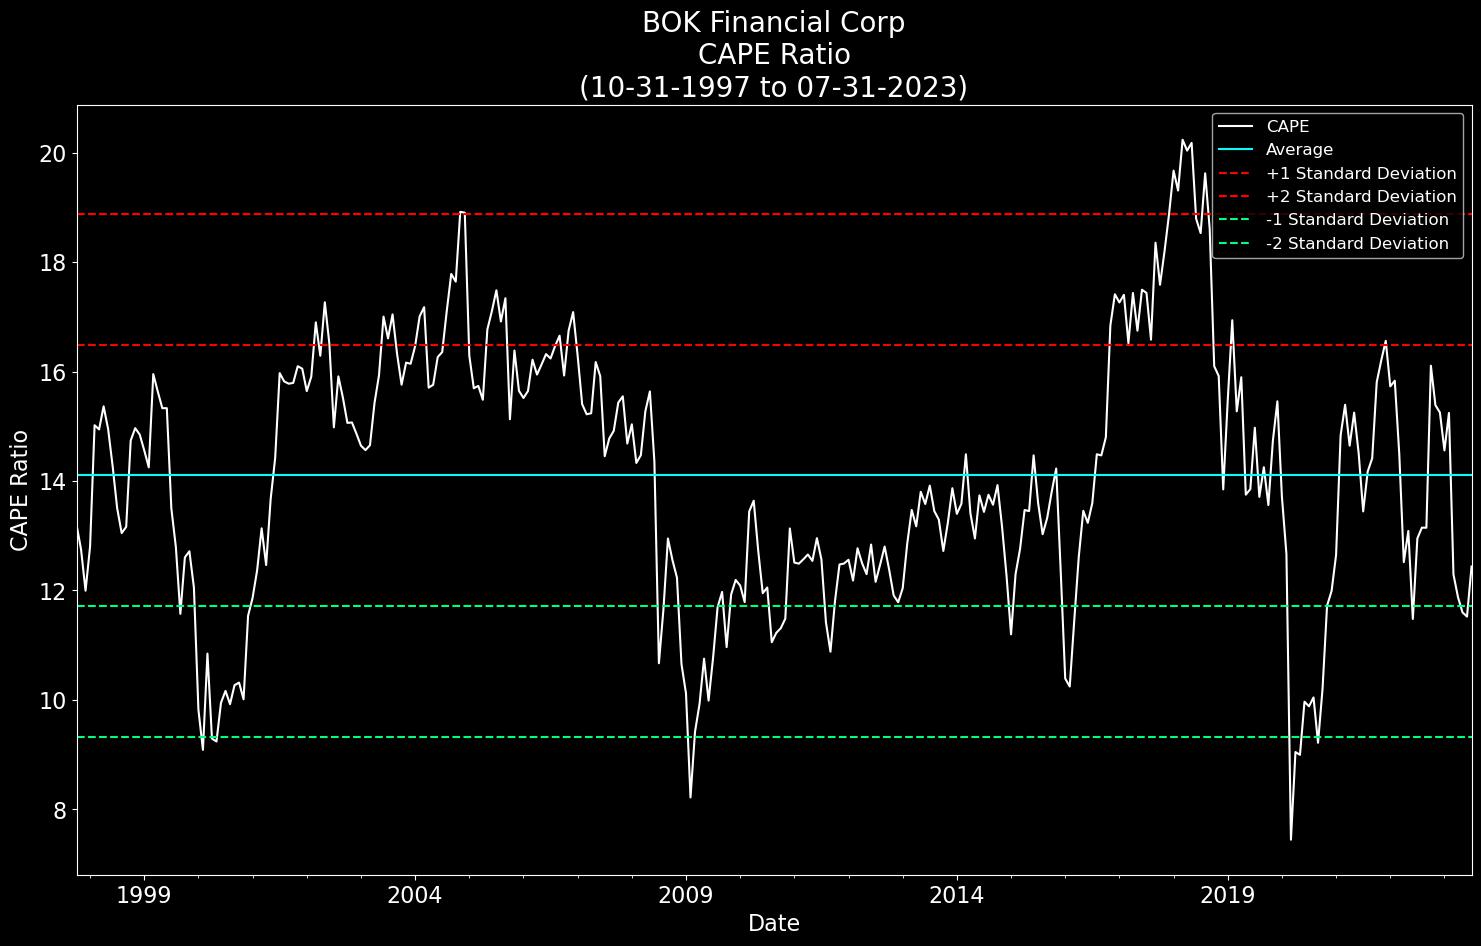 BOK Financial Corp
CAPE Ratio
(10-31-1997 to 07-31-2023)
CAPE
Average
+1 Standard Deviation
+2 Standard Deviation
-1 Standard Deviation
-2 Standard Deviation
CAPE Ratio
20
18
16
14
12
10
8
1999
2004
2009
2014
2019
Date